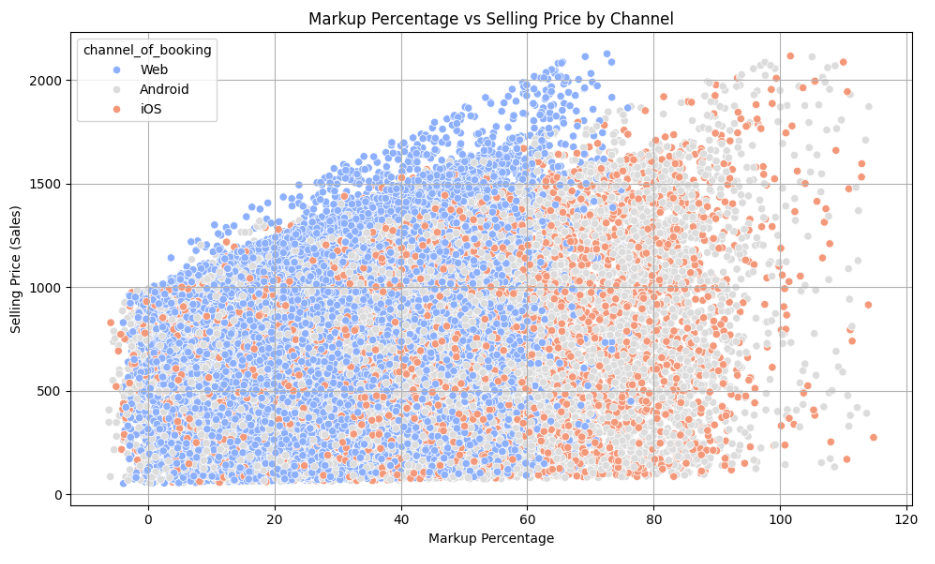 Markup Percentage vs Selling Price by Channel
channel_of_booking
Web
Android
iOS
Selling Price (Sales)
2000
1500
1000
500
0
0 20 40 60 80 100 120
Markup Percentage